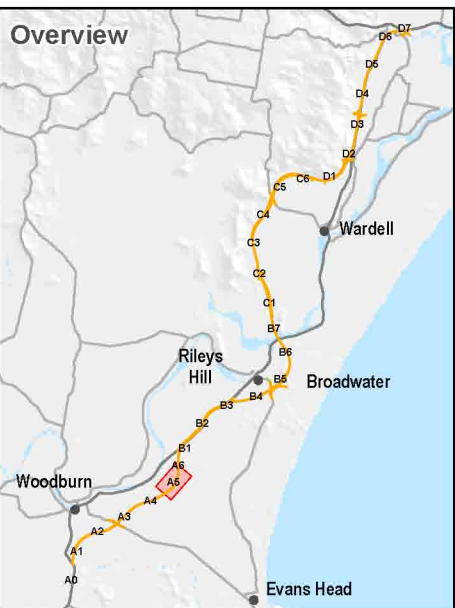 Overview
D7
D6
D5
D4
D3
D2
D1
C6
C5
C4
Wardell
C3
C2
C1
B7
B6
Rileys
Hill
B5
Broadwater
B4
B3
B2
B1
A6
Woodburn
A5
A4
A3
A2
A1
A0
Evans Head